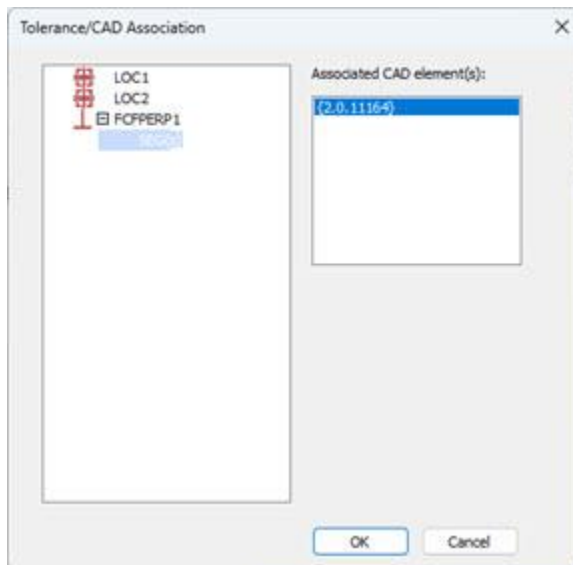 Tolerance/CAD Association
LOC1
LOC2
FCFPERP1
Associated CAD element(s):
{2.0.11164}
OK
Cancel